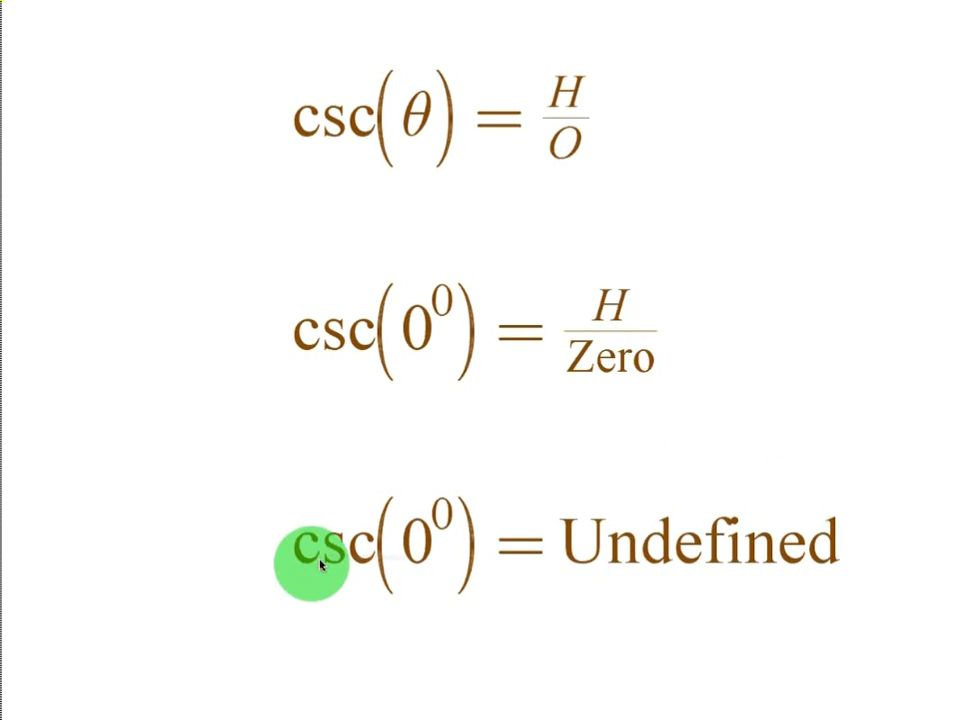 csc(θ) = H/O
csc(0⁰) = H/Zero
csc(0⁰) = Undefined